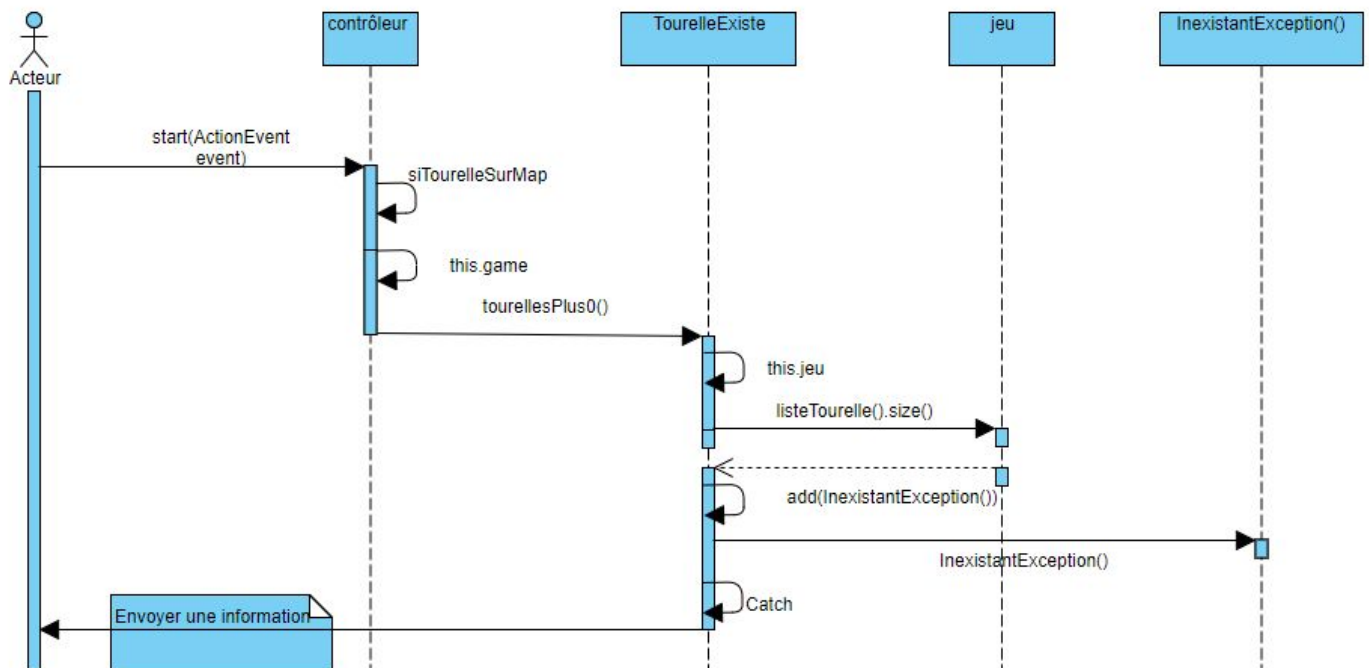 Acteur
contrôleur
TourelleExiste
jeu
InexistantException()
start(ActionEvent
event)
siTourelleSurMap
this.game
tourellesPlus0()
this.jeu
listeTourelle().size()
add(InexistantException())
InexistantException()
Catch
Envoyer une information